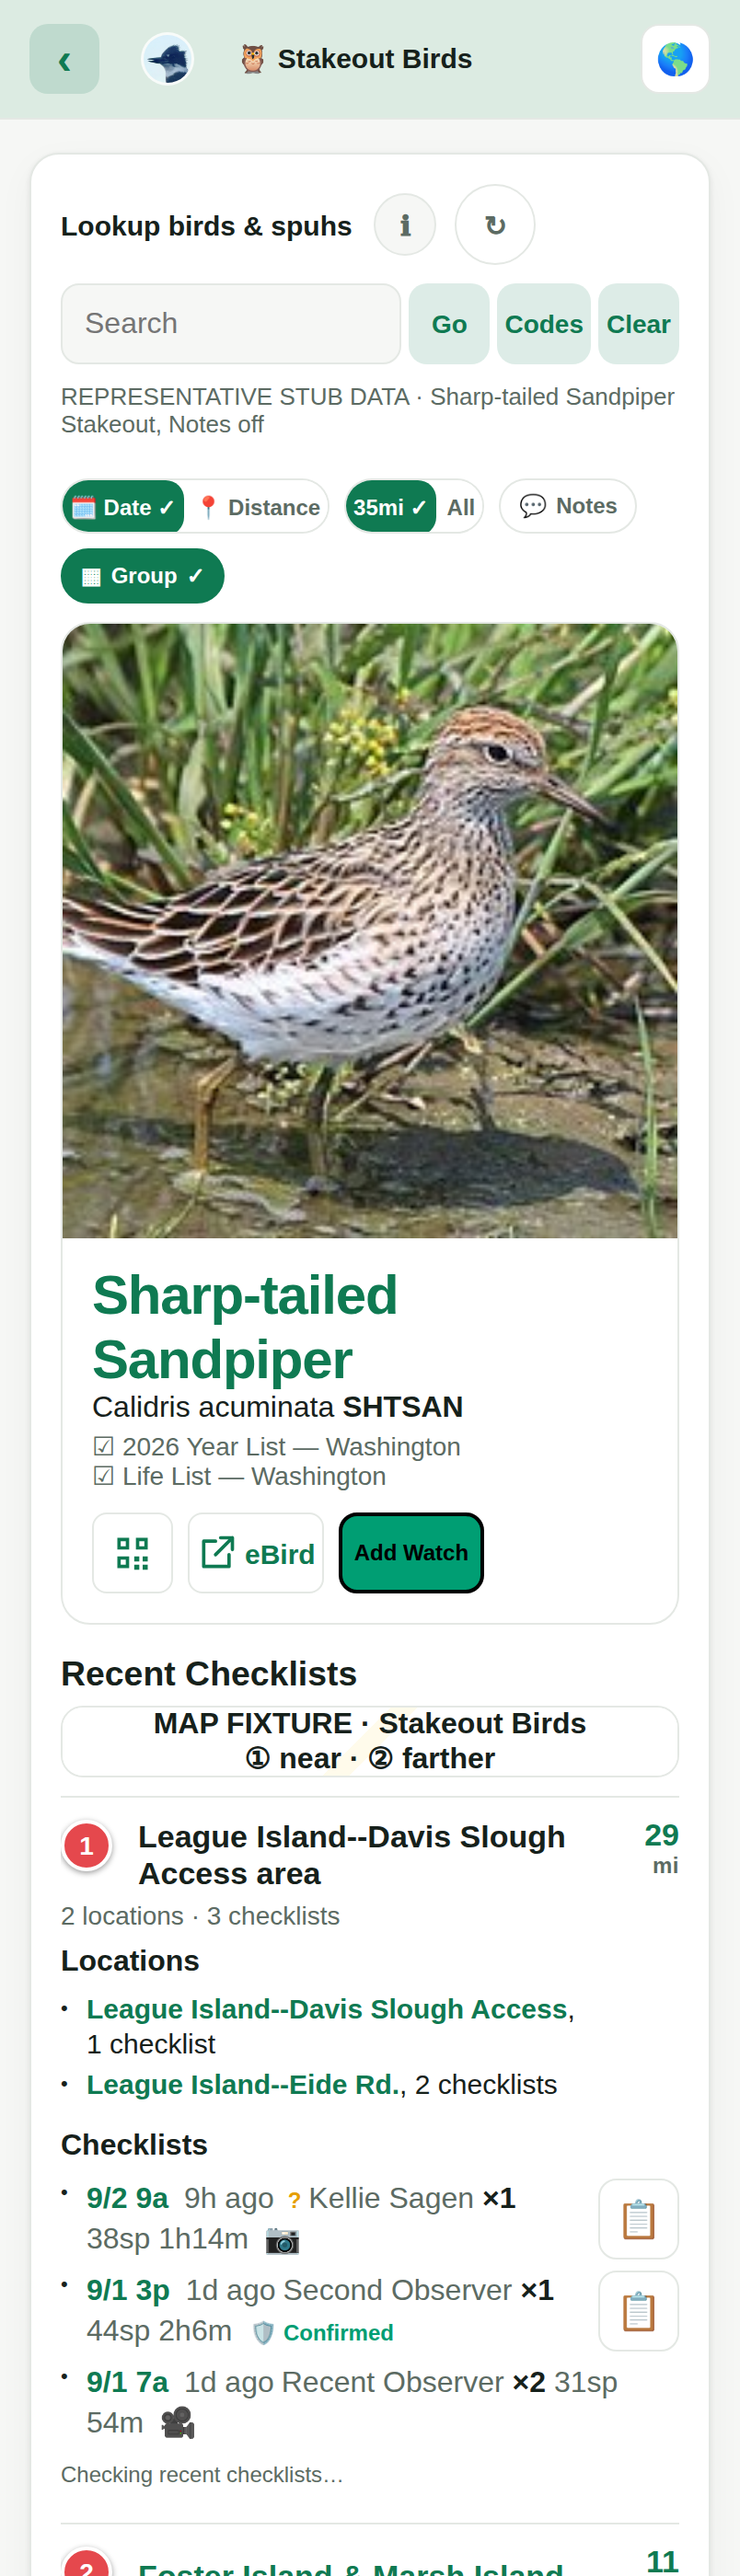 ‹ 🦉 Stakeout Birds 🌎
Lookup birds & spuhs ℹ ↻
Search Go Codes Clear
REPRESENTATIVE STUB DATA · Sharp-tailed Sandpiper
Stakeout, Notes off
🗓️ Date ✓ 📍 Distance 35mi ✓ All 💬 Notes
▦ Group ✓
Sharp-tailed
Sandpiper
Calidris acuminata SHTSAN
☑ 2026 Year List — Washington
☑ Life List — Washington
eBird Add Watch
Recent Checklists
MAP FIXTURE · Stakeout Birds
① near · ② farther
1 League Island--Davis Slough 29
Access area mi
2 locations · 3 checklists
Locations
• League Island--Davis Slough Access,
1 checklist
• League Island--Eide Rd., 2 checklists
Checklists
• 9/2 9a 9h ago ? Kellie Sagen ×1 📋
38sp 1h14m 📷
• 9/1 3p 1d ago Second Observer ×1 📋
44sp 2h6m 🛡️ Confirmed
• 9/1 7a 1d ago Recent Observer ×2 31sp
54m 🎥
Checking recent checklists…
2 Foster Island & Marsh Island 11